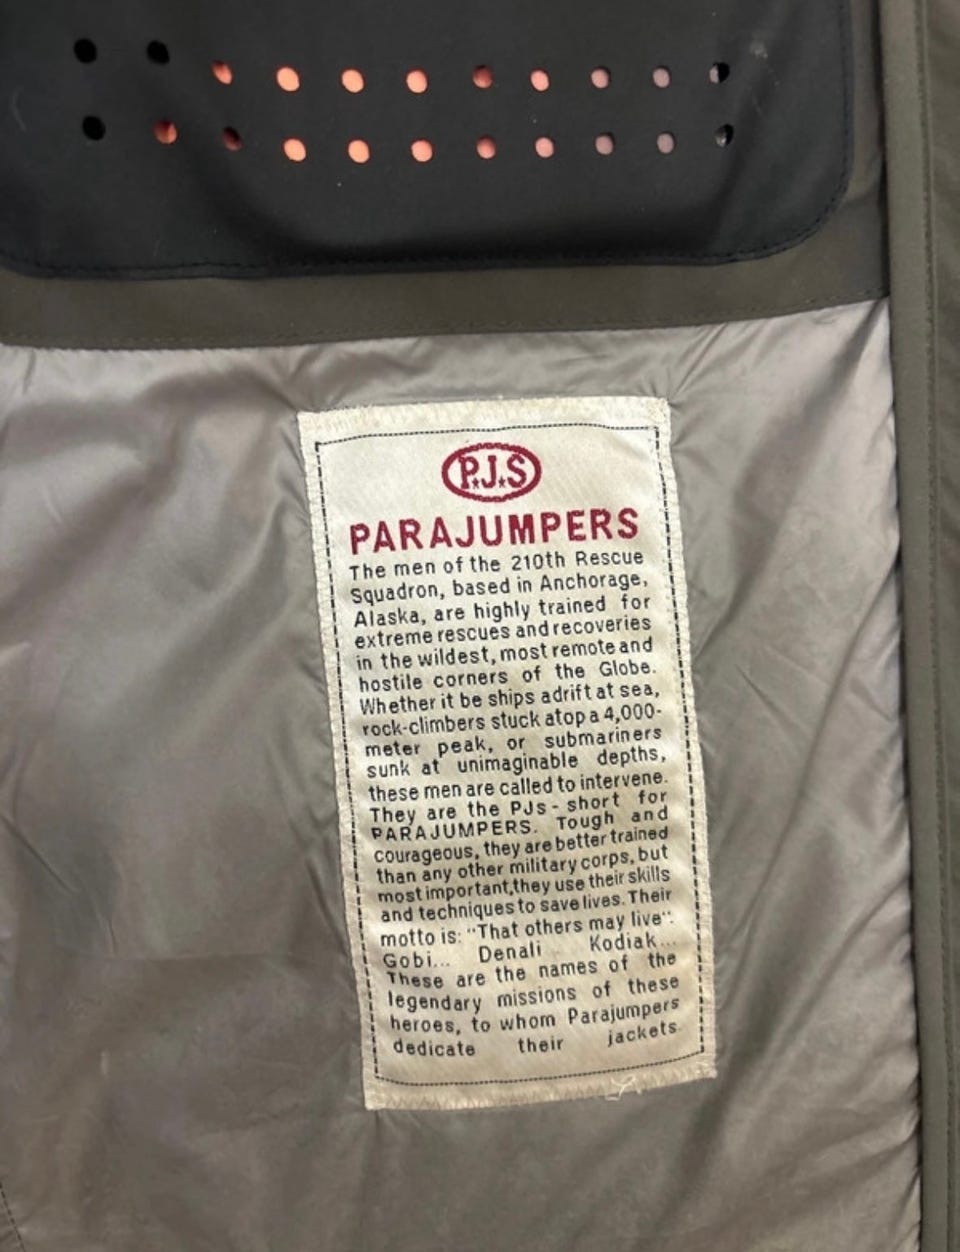 P.J.S
PARAJUMPERS
The men of the 210th Rescue
Squadron, based in Anchorage,
Alaska, are highly trained for
extreme rescues and recoveries
in the wildest, most remote and
hostile corners of the Globe.
Whether it be ships adrift at sea,
rock-climbers stuck atop a 4,000-
meter peak, or submariners
sunk at unimaginable depths,
these men are called to intervene.
They are the PJs - short for
PARAJUMPERS. Tough and
courageous, they are better trained
than any other military corps, but
most important,they use their skills
and techniques to save lives. Their
motto is: "That others may live".
Gobi... Denali Kodiak...
These are the names of the
legendary missions of these
heroes, to whom Parajumpers
dedicate their jackets.